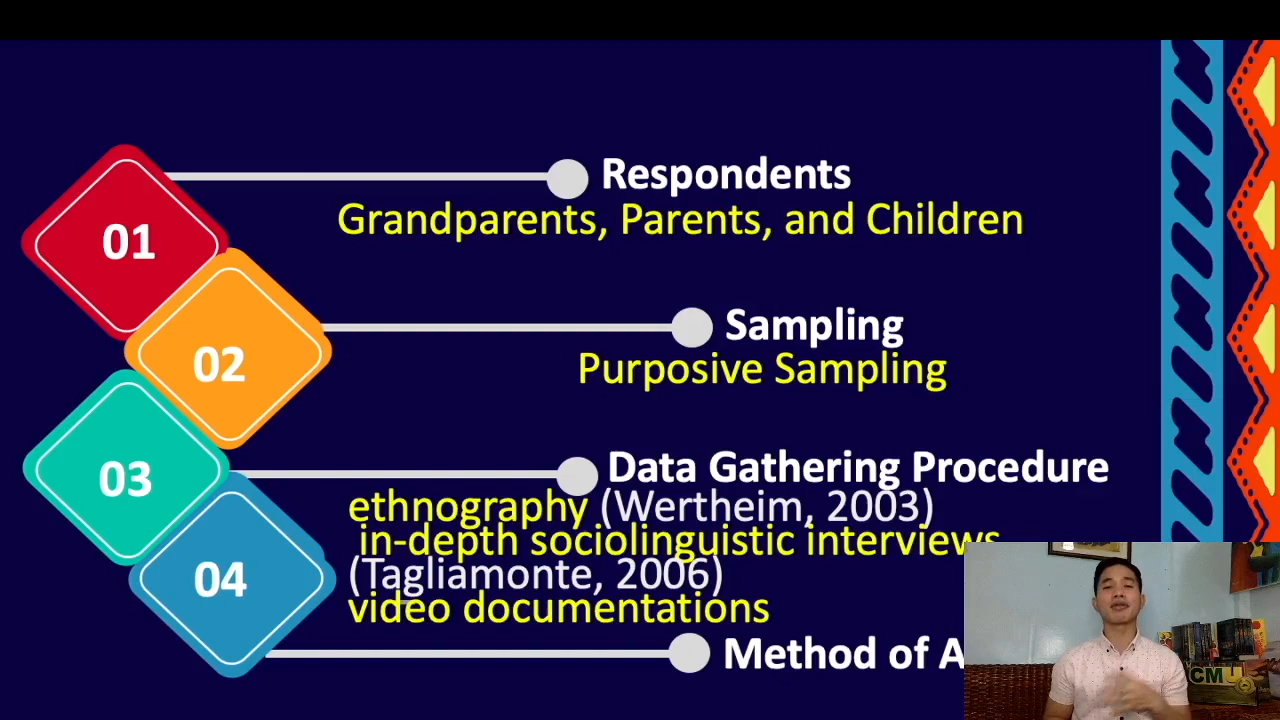 01
Respondents
Grandparents, Parents, and Children
02
Sampling
Purposive Sampling
03
Data Gathering Procedure
ethnography (Wertheim, 2003)
in-depth sociolinguistic interviews
(Tagliamonte, 2006)
video documentations
04
Method of A
CMU